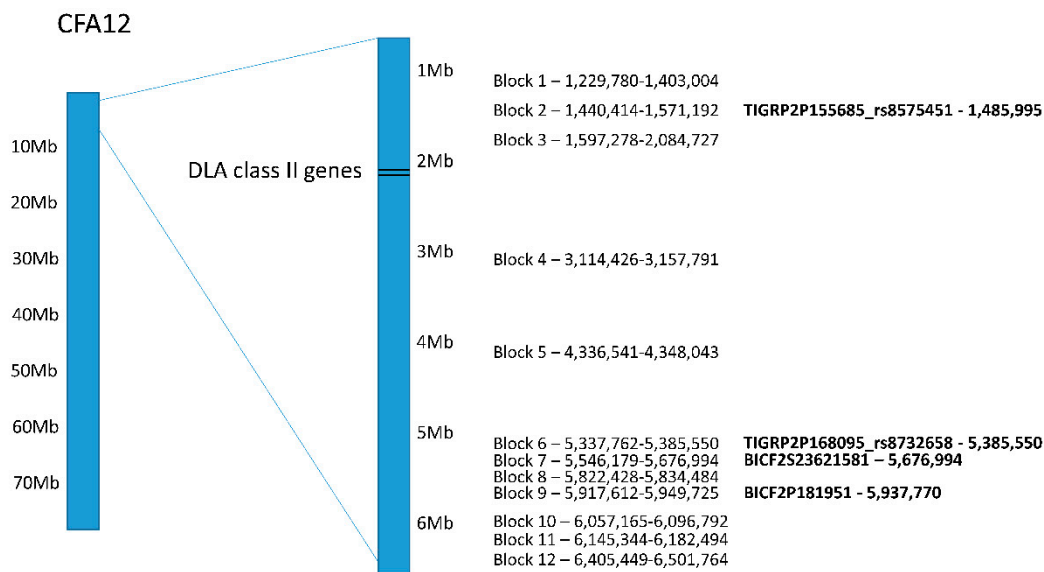 CFA12
10Mb
20Mb
30Mb
40Mb
50Mb
60Mb
70Mb
DLA class II genes
1Mb
2Mb
3Mb
4Mb
5Mb
6Mb
Block 1 – 1,229,780-1,403,004
Block 2 – 1,440,414-1,571,192 TIGRP2P155685_rs8575451 - 1,485,995
Block 3 – 1,597,278-2,084,727
Block 4 – 3,114,426-3,157,791
Block 5 – 4,336,541-4,348,043
Block 6 – 5,337,762-5,385,550 TIGRP2P168095_rs8732658 - 5,385,550
Block 7 – 5,546,179-5,676,994 BICF2S23621581 – 5,676,994
Block 8 – 5,822,428-5,834,484
Block 9 – 5,917,612-5,949,725 BICF2P181951 - 5,937,770
Block 10 – 6,057,165-6,096,792
Block 11 – 6,145,344-6,182,494
Block 12 – 6,405,449-6,501,764